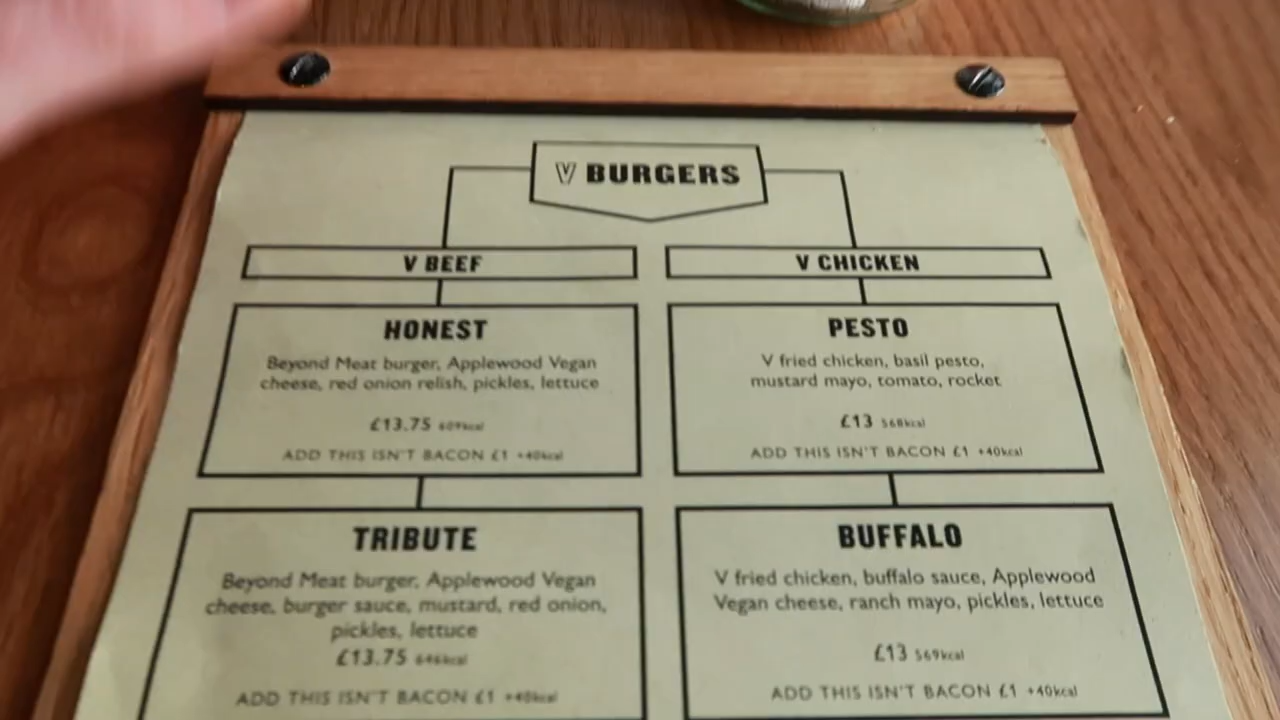 V BURGERS
V BEEF
HONEST
Beyond Meat burger, Applewood Vegan
cheese, red onion relish, pickles, lettuce
£13.75 609kcal
ADD THIS ISN'T BACON £1 +40kcal
TRIBUTE
Beyond Meat burger, Applewood Vegan
cheese, burger sauce, mustard, red onion,
pickles, lettuce
£13.75 646kcal
ADD THIS ISN'T BACON £1 +40kcal
V CHICKEN
PESTO
V fried chicken, basil pesto,
mustard mayo, tomato, rocket
£13 568kcal
ADD THIS ISN'T BACON £1 +40kcal
BUFFALO
V fried chicken, buffalo sauce, Applewood
Vegan cheese, ranch mayo, pickles, lettuce
£13 569kcal
ADD THIS ISN'T BACON £1 +40kcal